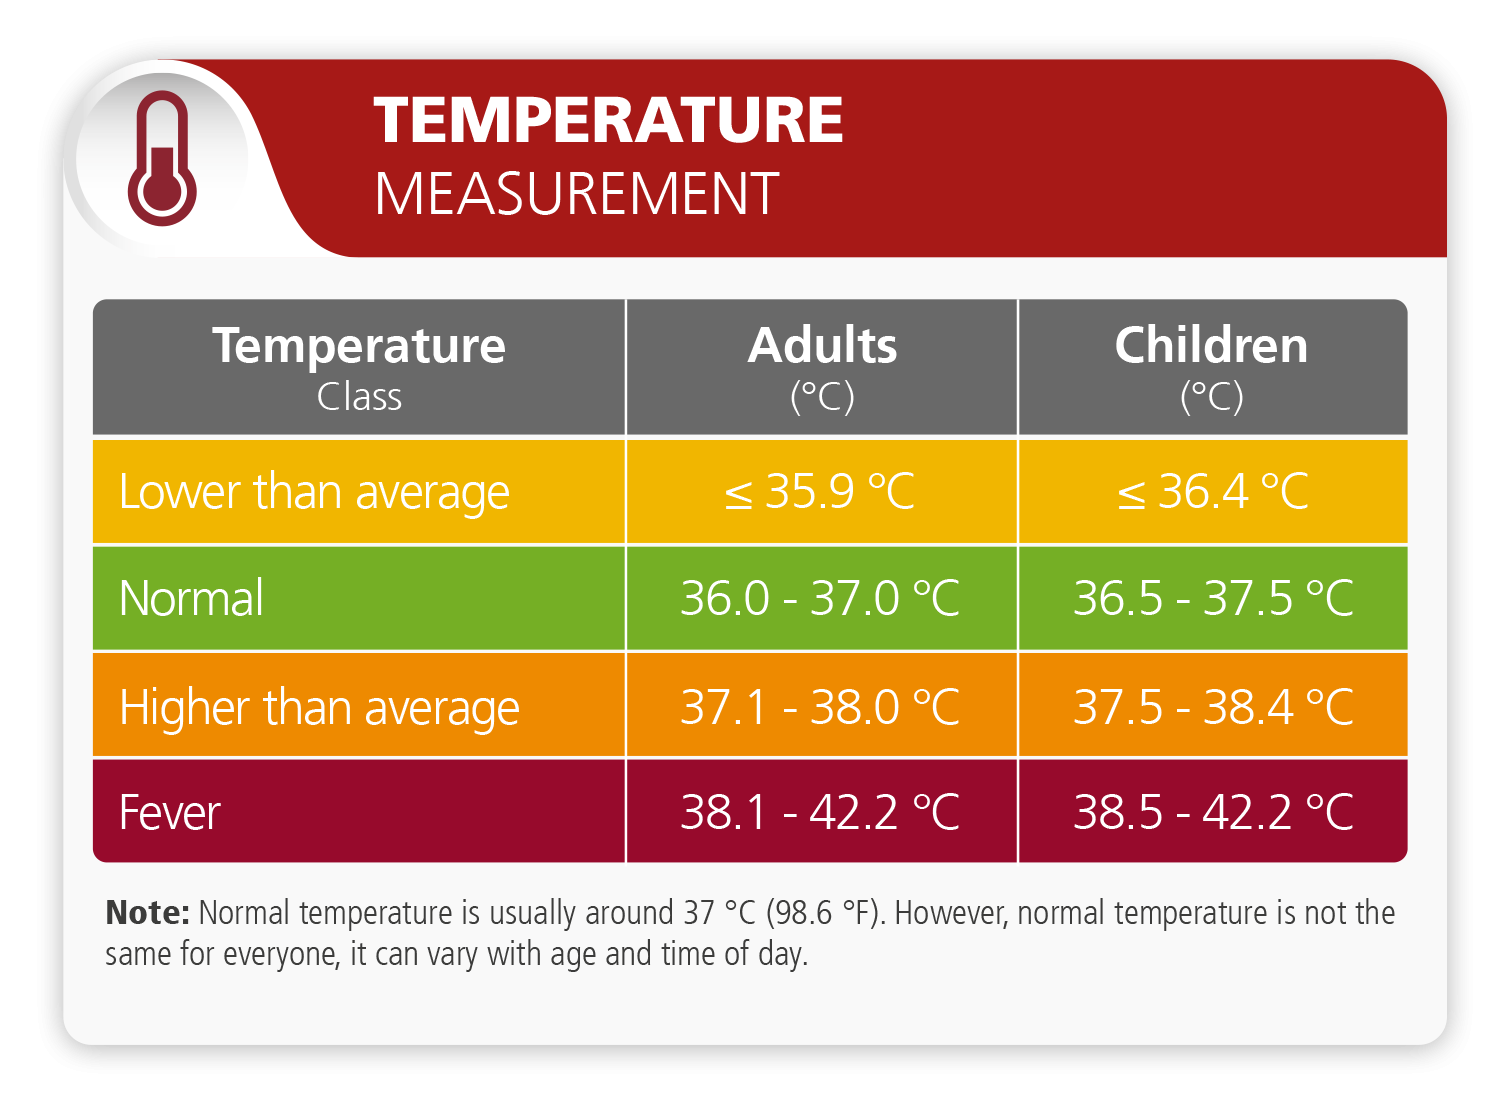 TEMPERATURE
MEASUREMENT
Temperature Adults Children
Class (°C) (°C)
Lower than average ≤ 35.9 °C ≤ 36.4 °C
Normal 36.0 - 37.0 °C 36.5 - 37.5 °C
Higher than average 37.1 - 38.0 °C 37.5 - 38.4 °C
Fever 38.1 - 42.2 °C 38.5 - 42.2 °C
Note: Normal temperature is usually around 37 °C (98.6 °F). However, normal temperature is not the
same for everyone, it can vary with age and time of day.